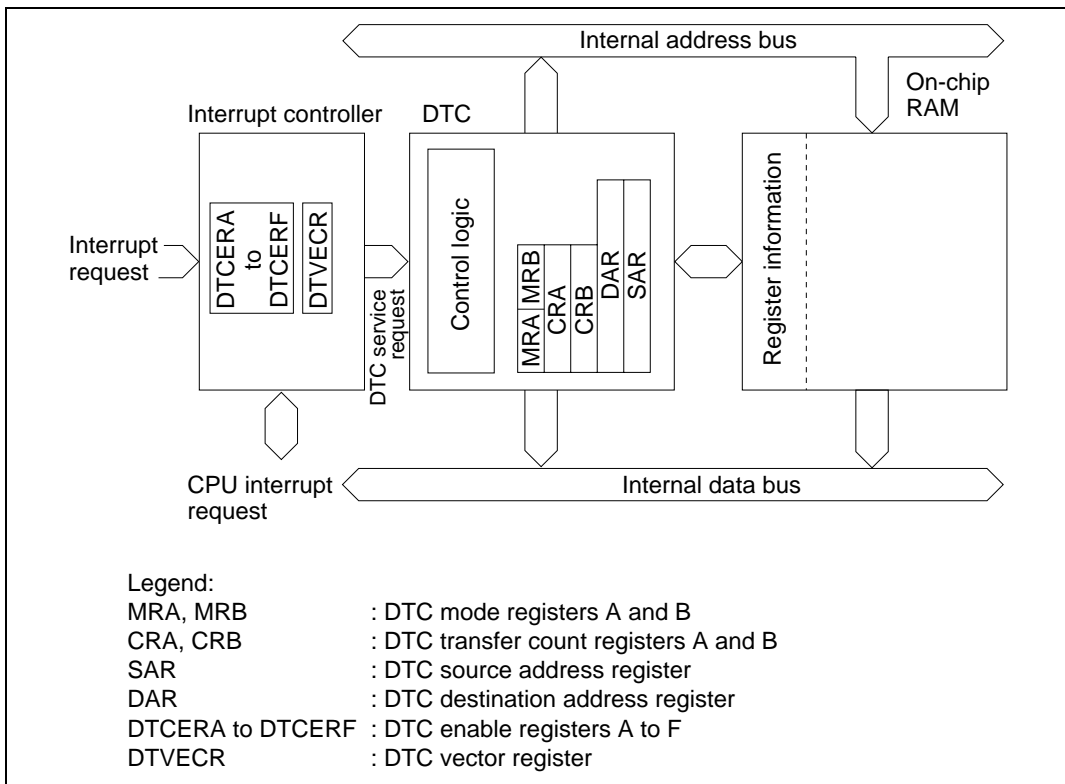 Internal address bus
On-chip
RAM
Interrupt controller
DTC
Interrupt
request
DTCERA
to
DTCERF
DTVECR
DTC service
request
Control logic
MRA
MRB
CRA
CRB
DAR
SAR
Register information
CPU interrupt
request
Internal data bus
Legend:
MRA, MRB : DTC mode registers A and B
CRA, CRB : DTC transfer count registers A and B
SAR : DTC source address register
DAR : DTC destination address register
DTCERA to DTCERF : DTC enable registers A to F
DTVECR : DTC vector register